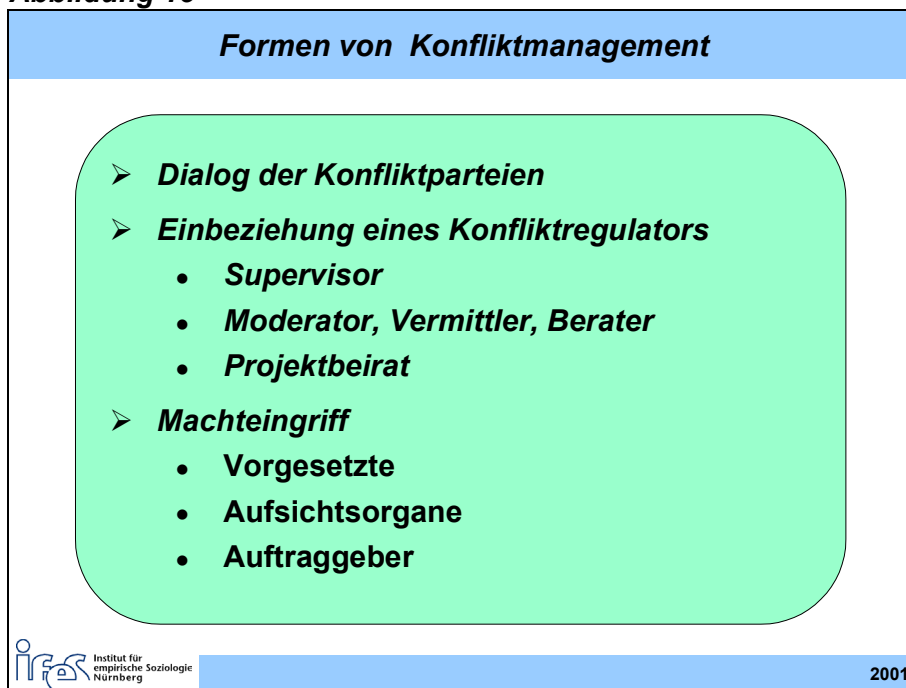 Formen von Konfliktmanagement
➢ Dialog der Konfliktparteien
➢ Einbeziehung eines Konfliktregulators
● Supervisor
● Moderator, Vermittler, Berater
● Projektbeirat
➢ Machteingriff
● Vorgesetzte
● Aufsichtsorgane
● Auftraggeber
ifes
Institut für
empirische Soziologie
Nürnberg
2001